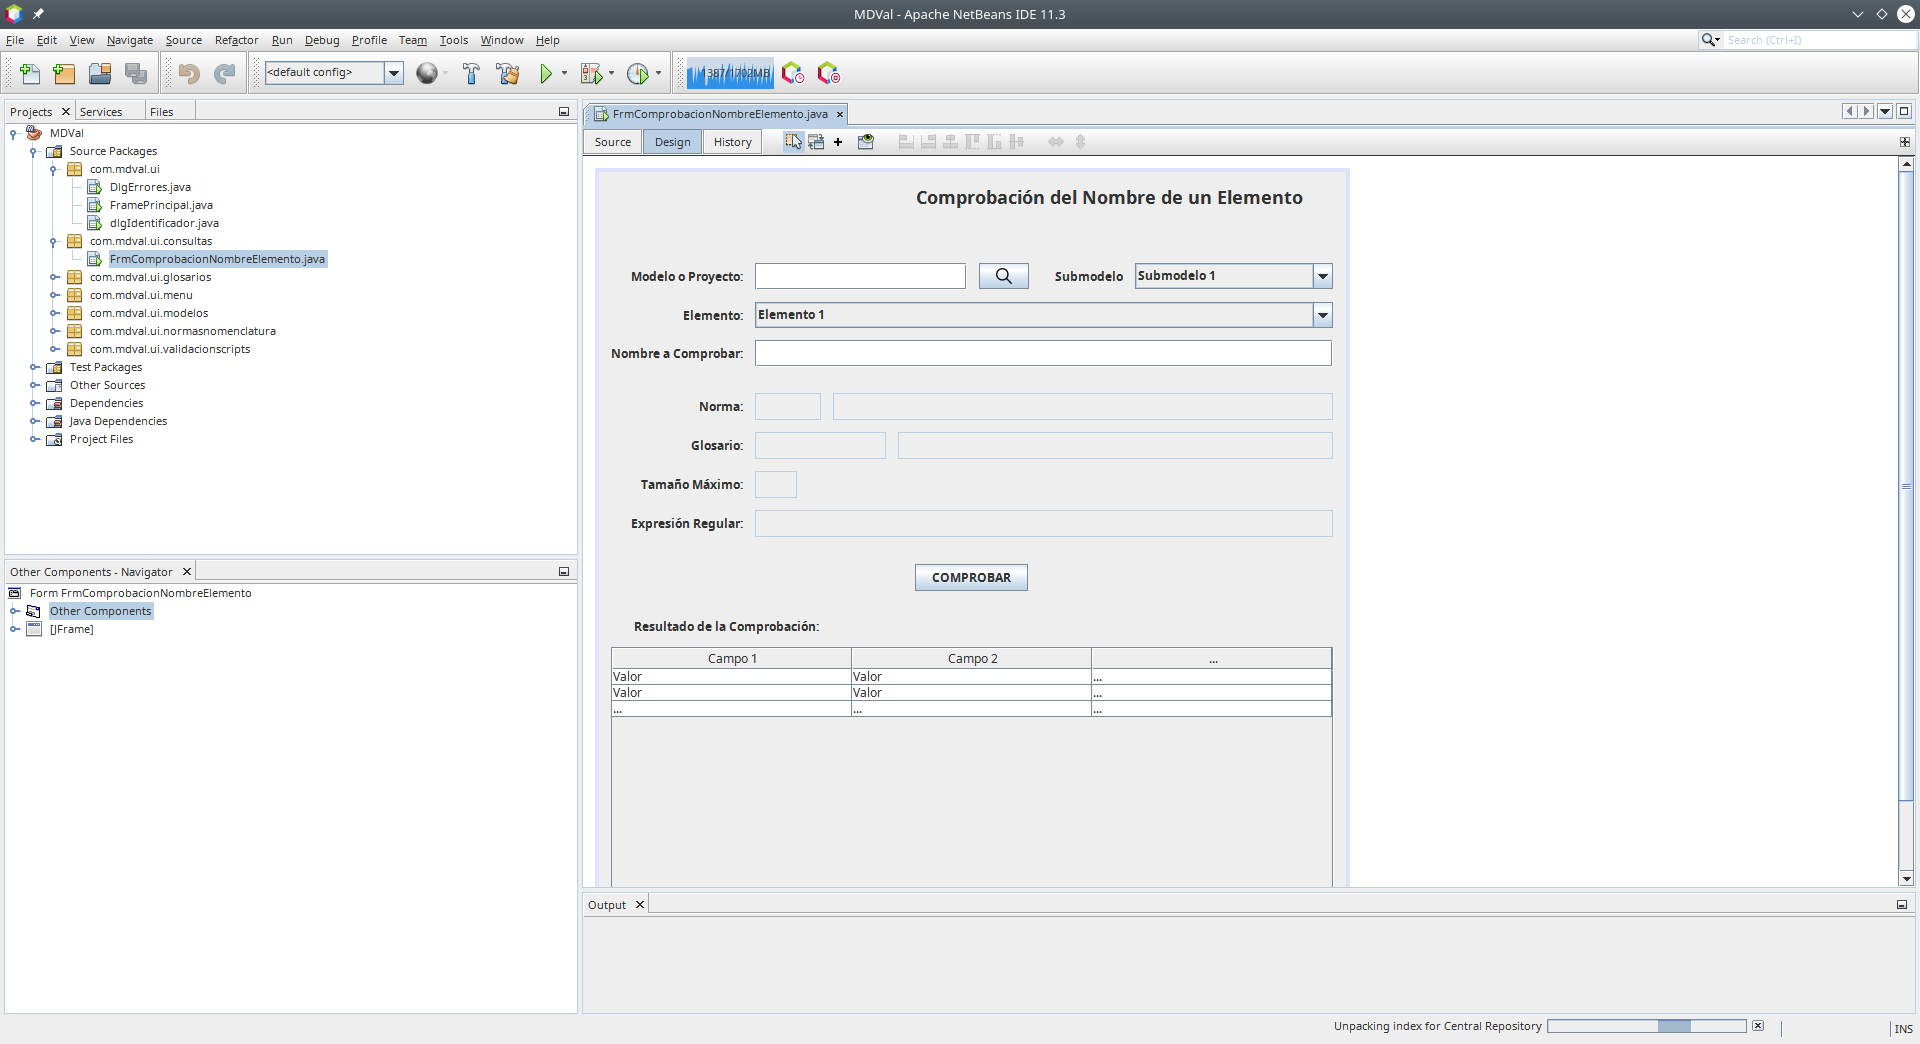 MDVal - Apache NetBeans IDE 11.3
File Edit View Navigate Source Refactor Run Debug Profile Team Tools Window Help
Search (Ctrl+I)
<default config>
1387/1702MB
Projects Services Files
MDVal
Source Packages
com.mdval.ui
DlgErrores.java
FramePrincipal.java
dlgIdentificador.java
com.mdval.ui.consultas
FrmComprobacionNombreElemento.java
com.mdval.ui.glosarios
com.mdval.ui.menu
com.mdval.ui.modelos
com.mdval.ui.normasnomenclatura
com.mdval.ui.validacionscripts
Test Packages
Other Sources
Dependencies
Java Dependencies
Project Files
Other Components - Navigator
Form FrmComprobacionNombreElemento
Other Components
[JFrame]
FrmComprobacionNombreElemento.java
Source Design History
Comprobación del Nombre de un Elemento
Modelo o Proyecto: Submodelo Submodelo 1
Elemento: Elemento 1
Nombre a Comprobar:
Norma:
Glosario:
Tamaño Máximo:
Expresión Regular:
COMPROBAR
Resultado de la Comprobación:
Campo 1 Campo 2 ...
Valor Valor ...
Valor Valor ...
... ... ...
Output
Unpacking index for Central Repository
INS